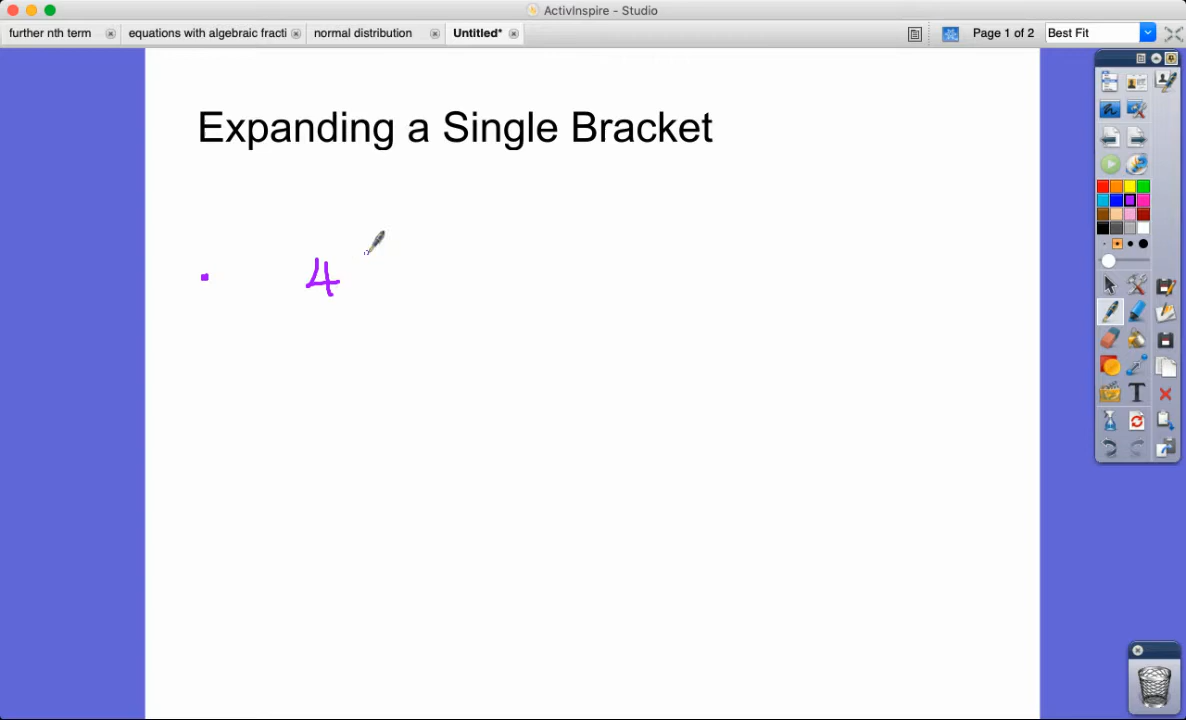 ActivInspire - Studio
further nth term equations with algebraic fracti normal distribution Untitled* Page 1 of 2 Best Fit
Expanding a Single Bracket
4